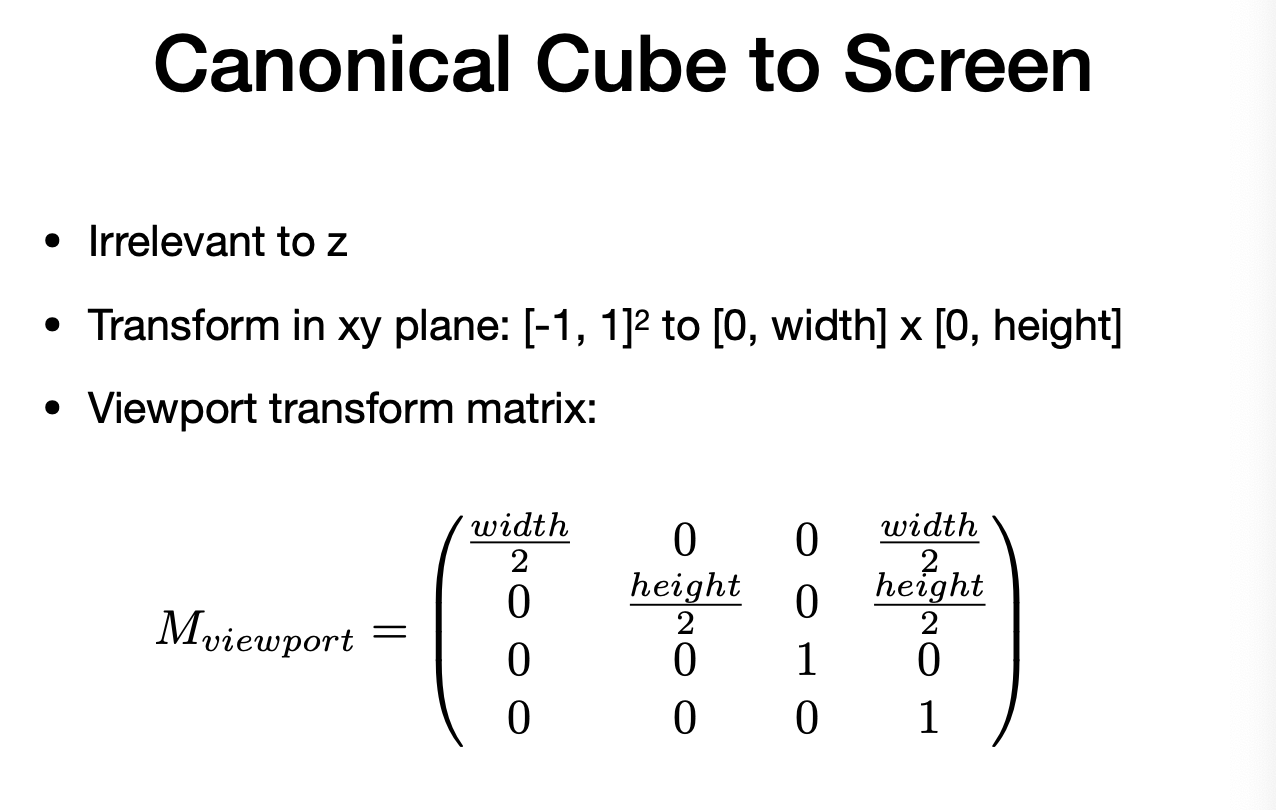 Canonical Cube to Screen
• Irrelevant to z
• Transform in xy plane: [-1, 1]² to [0, width] x [0, height]
• Viewport transform matrix:
$M_{viewport} = \begin{pmatrix} \frac{width}{2} & 0 & 0 & \frac{width}{2} \\ 0 & \frac{height}{2} & 0 & \frac{height}{2} \\ 0 & 0 & 1 & 0 \\ 0 & 0 & 0 & 1 \end{pmatrix}$